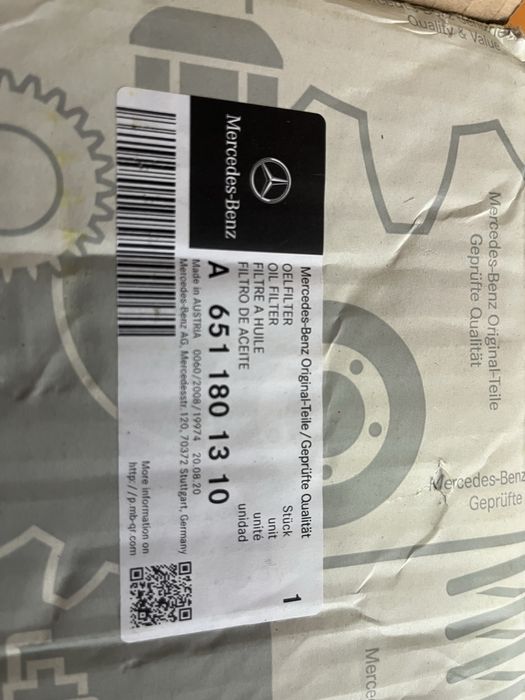 Quality & Value
Mercedes-Benz Original-Teile
Geprüfte Qualität
Mercedes-Benz
Geprüfte
Merce
Mercedes-Benz
Mercedes-Benz Original-Teile/Geprüfte Qualität
OELFILTER Stück 1
OIL FILTER unit
FILTRE A HUILE unité
FILTRO DE ACEITE unidad
A 651 180 13 10
Made in AUSTRIA 0060/2008/19974 20.08.20
Mercedes-Benz AG, Mercedesstr. 120, 70372 Stuttgart, Germany
More information on
http://p.mb-qr.com